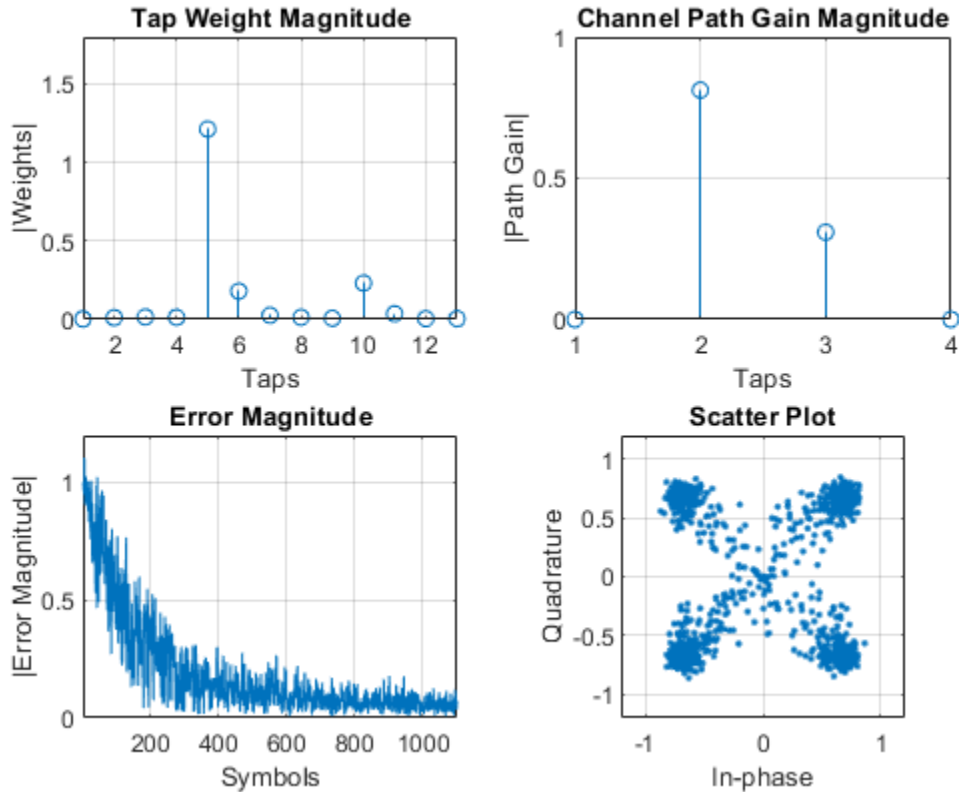 Tap Weight Magnitude
|Weights|
1.5
1
0.5
0
2 4 6 8 10 12
Taps
Channel Path Gain Magnitude
|Path Gain|
1
0.5
0
1 2 3 4
Taps
Error Magnitude
|Error Magnitude|
1
0.5
0
200 400 600 800 1000
Symbols
Scatter Plot
Quadrature
1
0.5
0
-0.5
-1
-1 0 1
In-phase